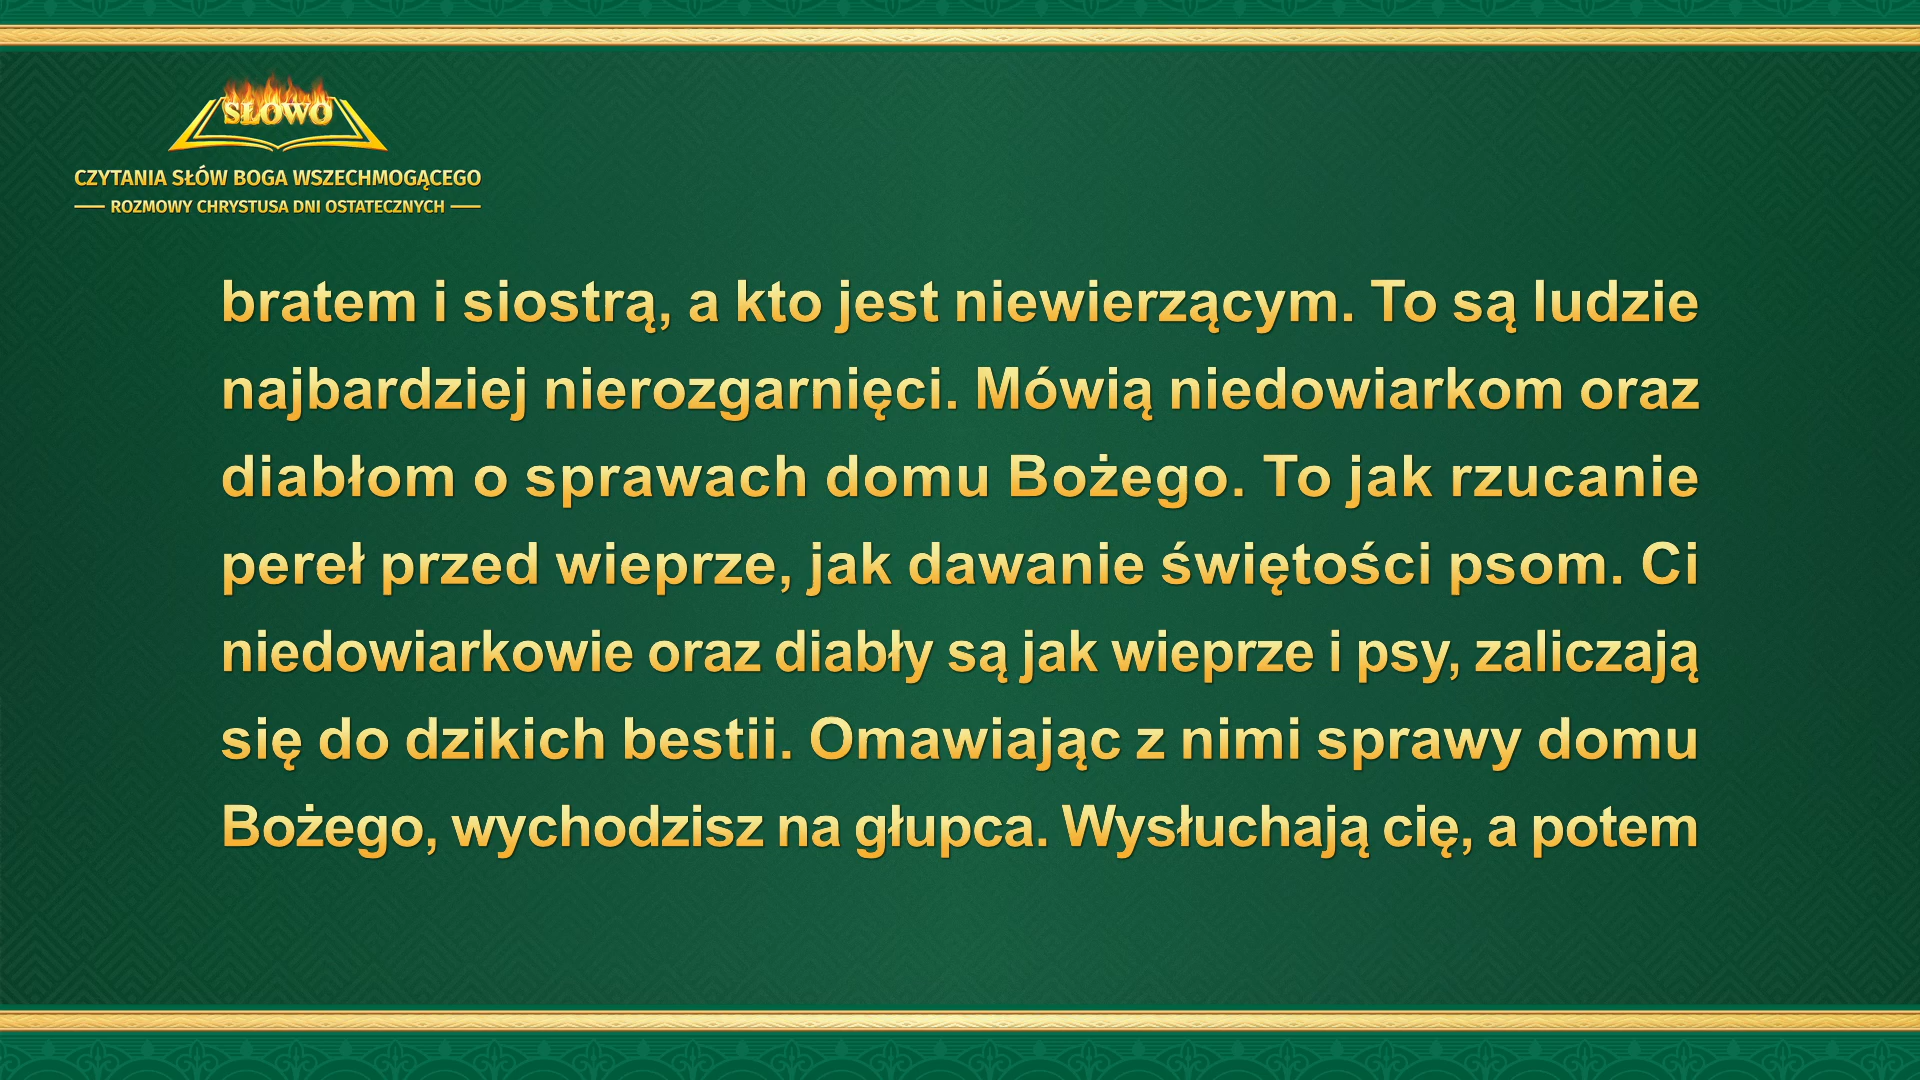 SŁOWO
CZYTANIA SŁÓW BOGA WSZECHMOGĄCEGO
ROZMOWY CHRYSTUSA DNI OSTATECZNYCH
bratem i siostrą, a kto jest niewierzącym. To są ludzie
najbardziej nierozgarnięci. Mówią niedowiarkom oraz
diabłom o sprawach domu Bożego. To jak rzucanie
pereł przed wieprze, jak dawanie świętości psom. Ci
niedowiarkowie oraz diabły są jak wieprze i psy, zaliczają
się do dzikich bestii. Omawiając z nimi sprawy domu
Bożego, wychodzisz na głupca. Wysłuchają cię, a potem